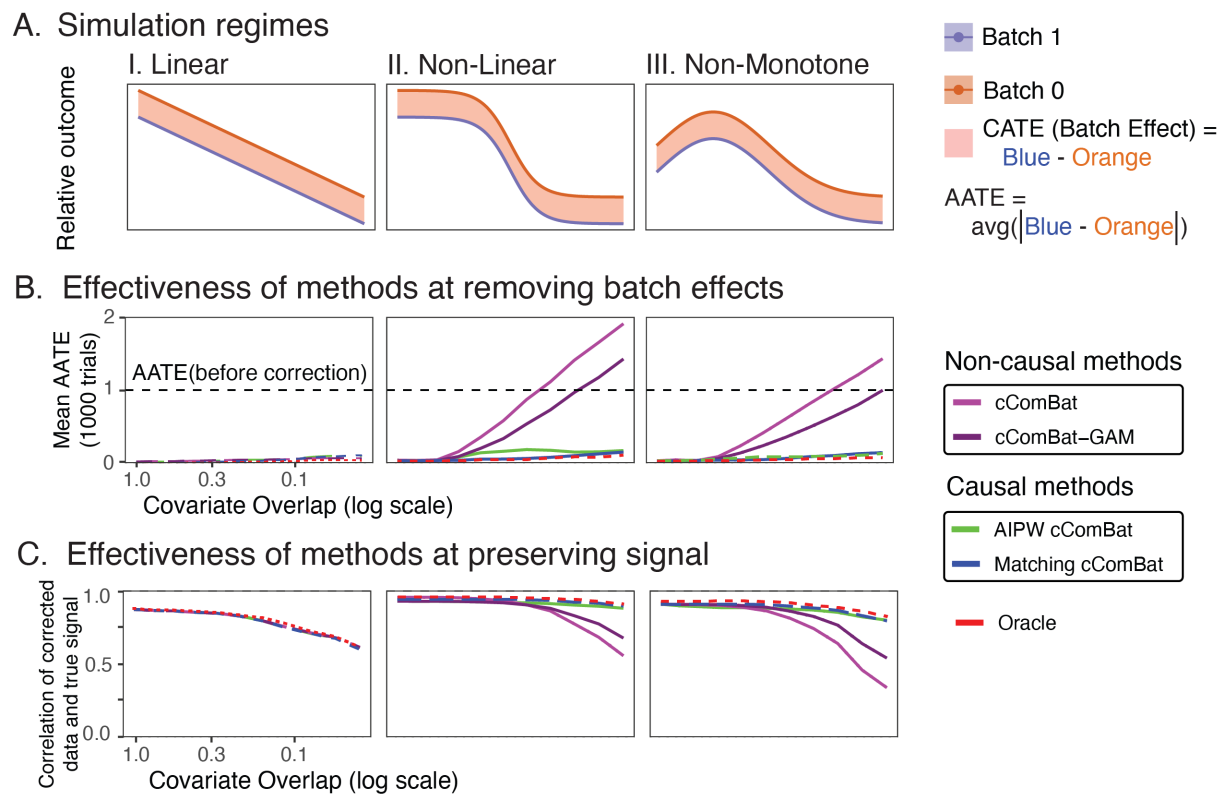 A. Simulation regimes
I. Linear
II. Non-Linear
III. Non-Monotone
Relative outcome
Batch 1
Batch 0
CATE (Batch Effect) =
Blue - Orange
AATE =
avg(|Blue - Orange|)
B. Effectiveness of methods at removing batch effects
Mean AATE
(1000 trials)
2
1
0
AATE(before correction)
1.0
0.3
0.1
Covariate Overlap (log scale)
Non-causal methods
cComBat
cComBat−GAM
Causal methods
AIPW cComBat
Matching cComBat
Oracle
C. Effectiveness of methods at preserving signal
Correlation of corrected
data and true signal
1.0
0.5
0.0
1.0
0.3
0.1
Covariate Overlap (log scale)